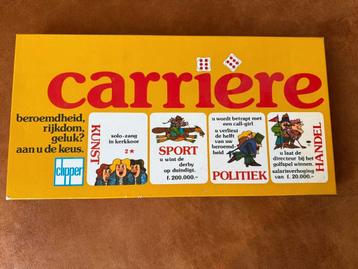 carrière
beroemdheid,
rijkdom,
geluk?
aan u de keus.
clipper
KUNST
solo-zang
in kerkkoor
2★
SPORT
u wint de
derby
op duindigt.
f. 200.000.-
u wordt betrapt met
een call-girl
u verliest
de helft
van uw
beroemd-
heid
POLITIEK
HANDEL
u laat de
directeur bij het
golfspel winnen.
salarisverhoging
van f. 20.000.-